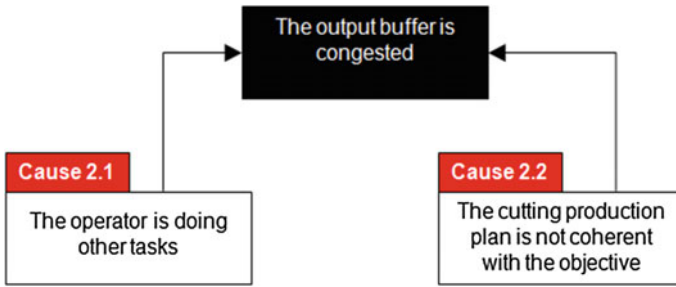 The output buffer is
congested
Cause 2.1
The operator is doing
other tasks
Cause 2.2
The cutting production
plan is not coherent
with the objective